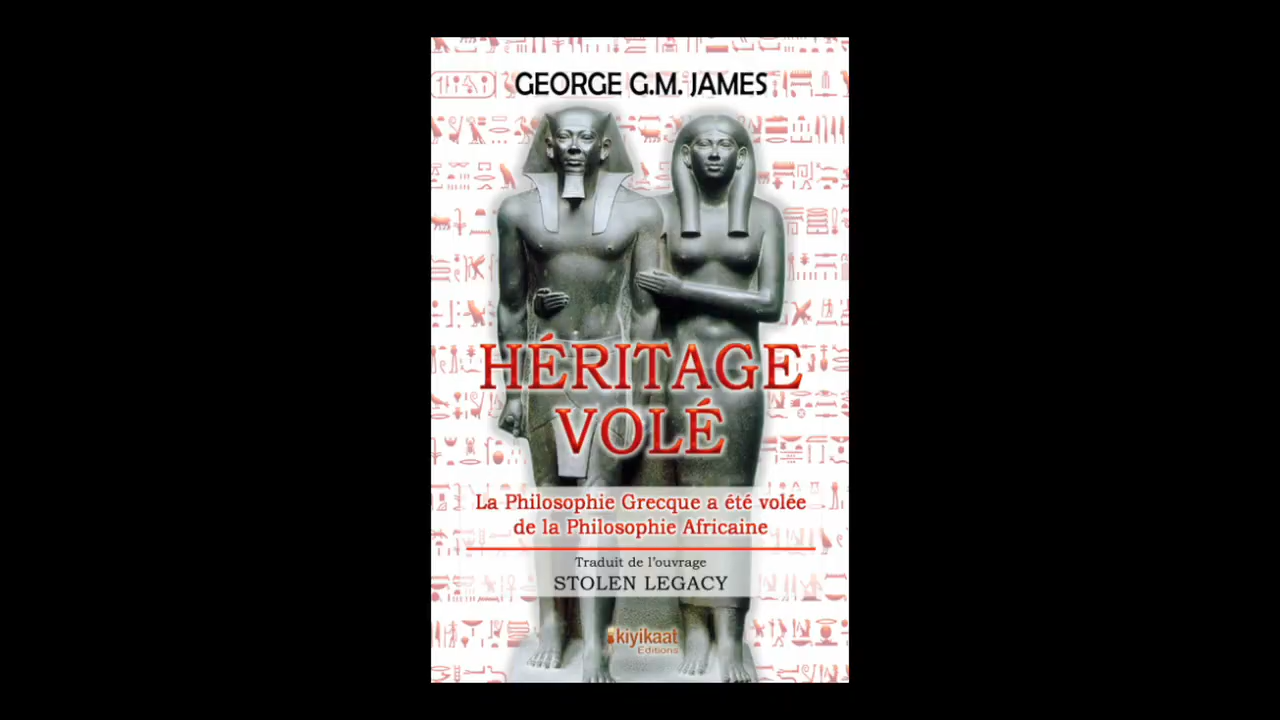 GEORGE G.M. JAMES
HÉRITAGE
VOLÉ
La Philosophie Grecque a été volée
de la Philosophie Africaine
Traduit de l'ouvrage
STOLEN LEGACY
kiyikaat
Editions